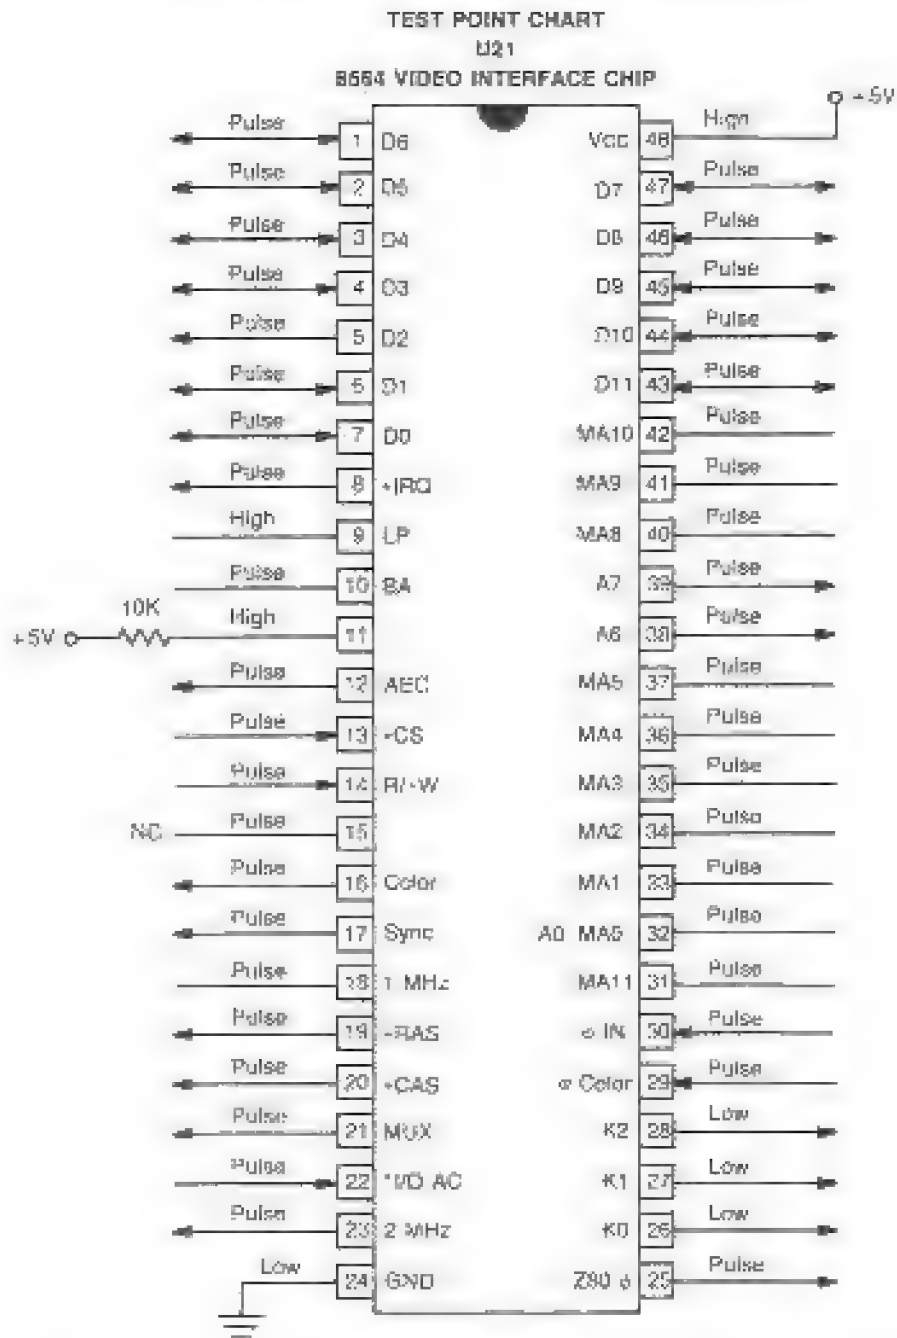 TEST POINT CHART
U21
8564 VIDEO INTERFACE CHIP
+5V
Pulse 1 D6 Vcc 48 High
Pulse 2 D5 D7 47 Pulse
Pulse 3 D4 D8 46 Pulse
Pulse 4 D3 D9 45 Pulse
Pulse 5 D2 D10 44 Pulse
Pulse 6 D1 D11 43 Pulse
Pulse 7 D0 MA10 42 Pulse
Pulse 8 *IRQ MA9 41 Pulse
High 9 LP MA8 40 Pulse
Pulse 10 BA A7 39 Pulse
+5V 10K High 11 A6 38 Pulse
Pulse 12 AEC MA5 37 Pulse
Pulse 13 *CS MA4 36 Pulse
Pulse 14 R/*W MA3 35 Pulse
NC Pulse 15 MA2 34 Pulse
Pulse 16 Color MA1 33 Pulse
Pulse 17 Sync A0 32 Pulse
Pulse 18 1 MHz MA11 31 Pulse
Pulse 19 *RAS ø IN 30 Pulse
Pulse 20 *CAS ø Color 29 Pulse
Pulse 21 MUX K2 28 Low
Pulse 22 K1 27 Low
Pulse 23 2 MHz K0 26 Low
Low 24 GND Z80 ø 25 Pulse